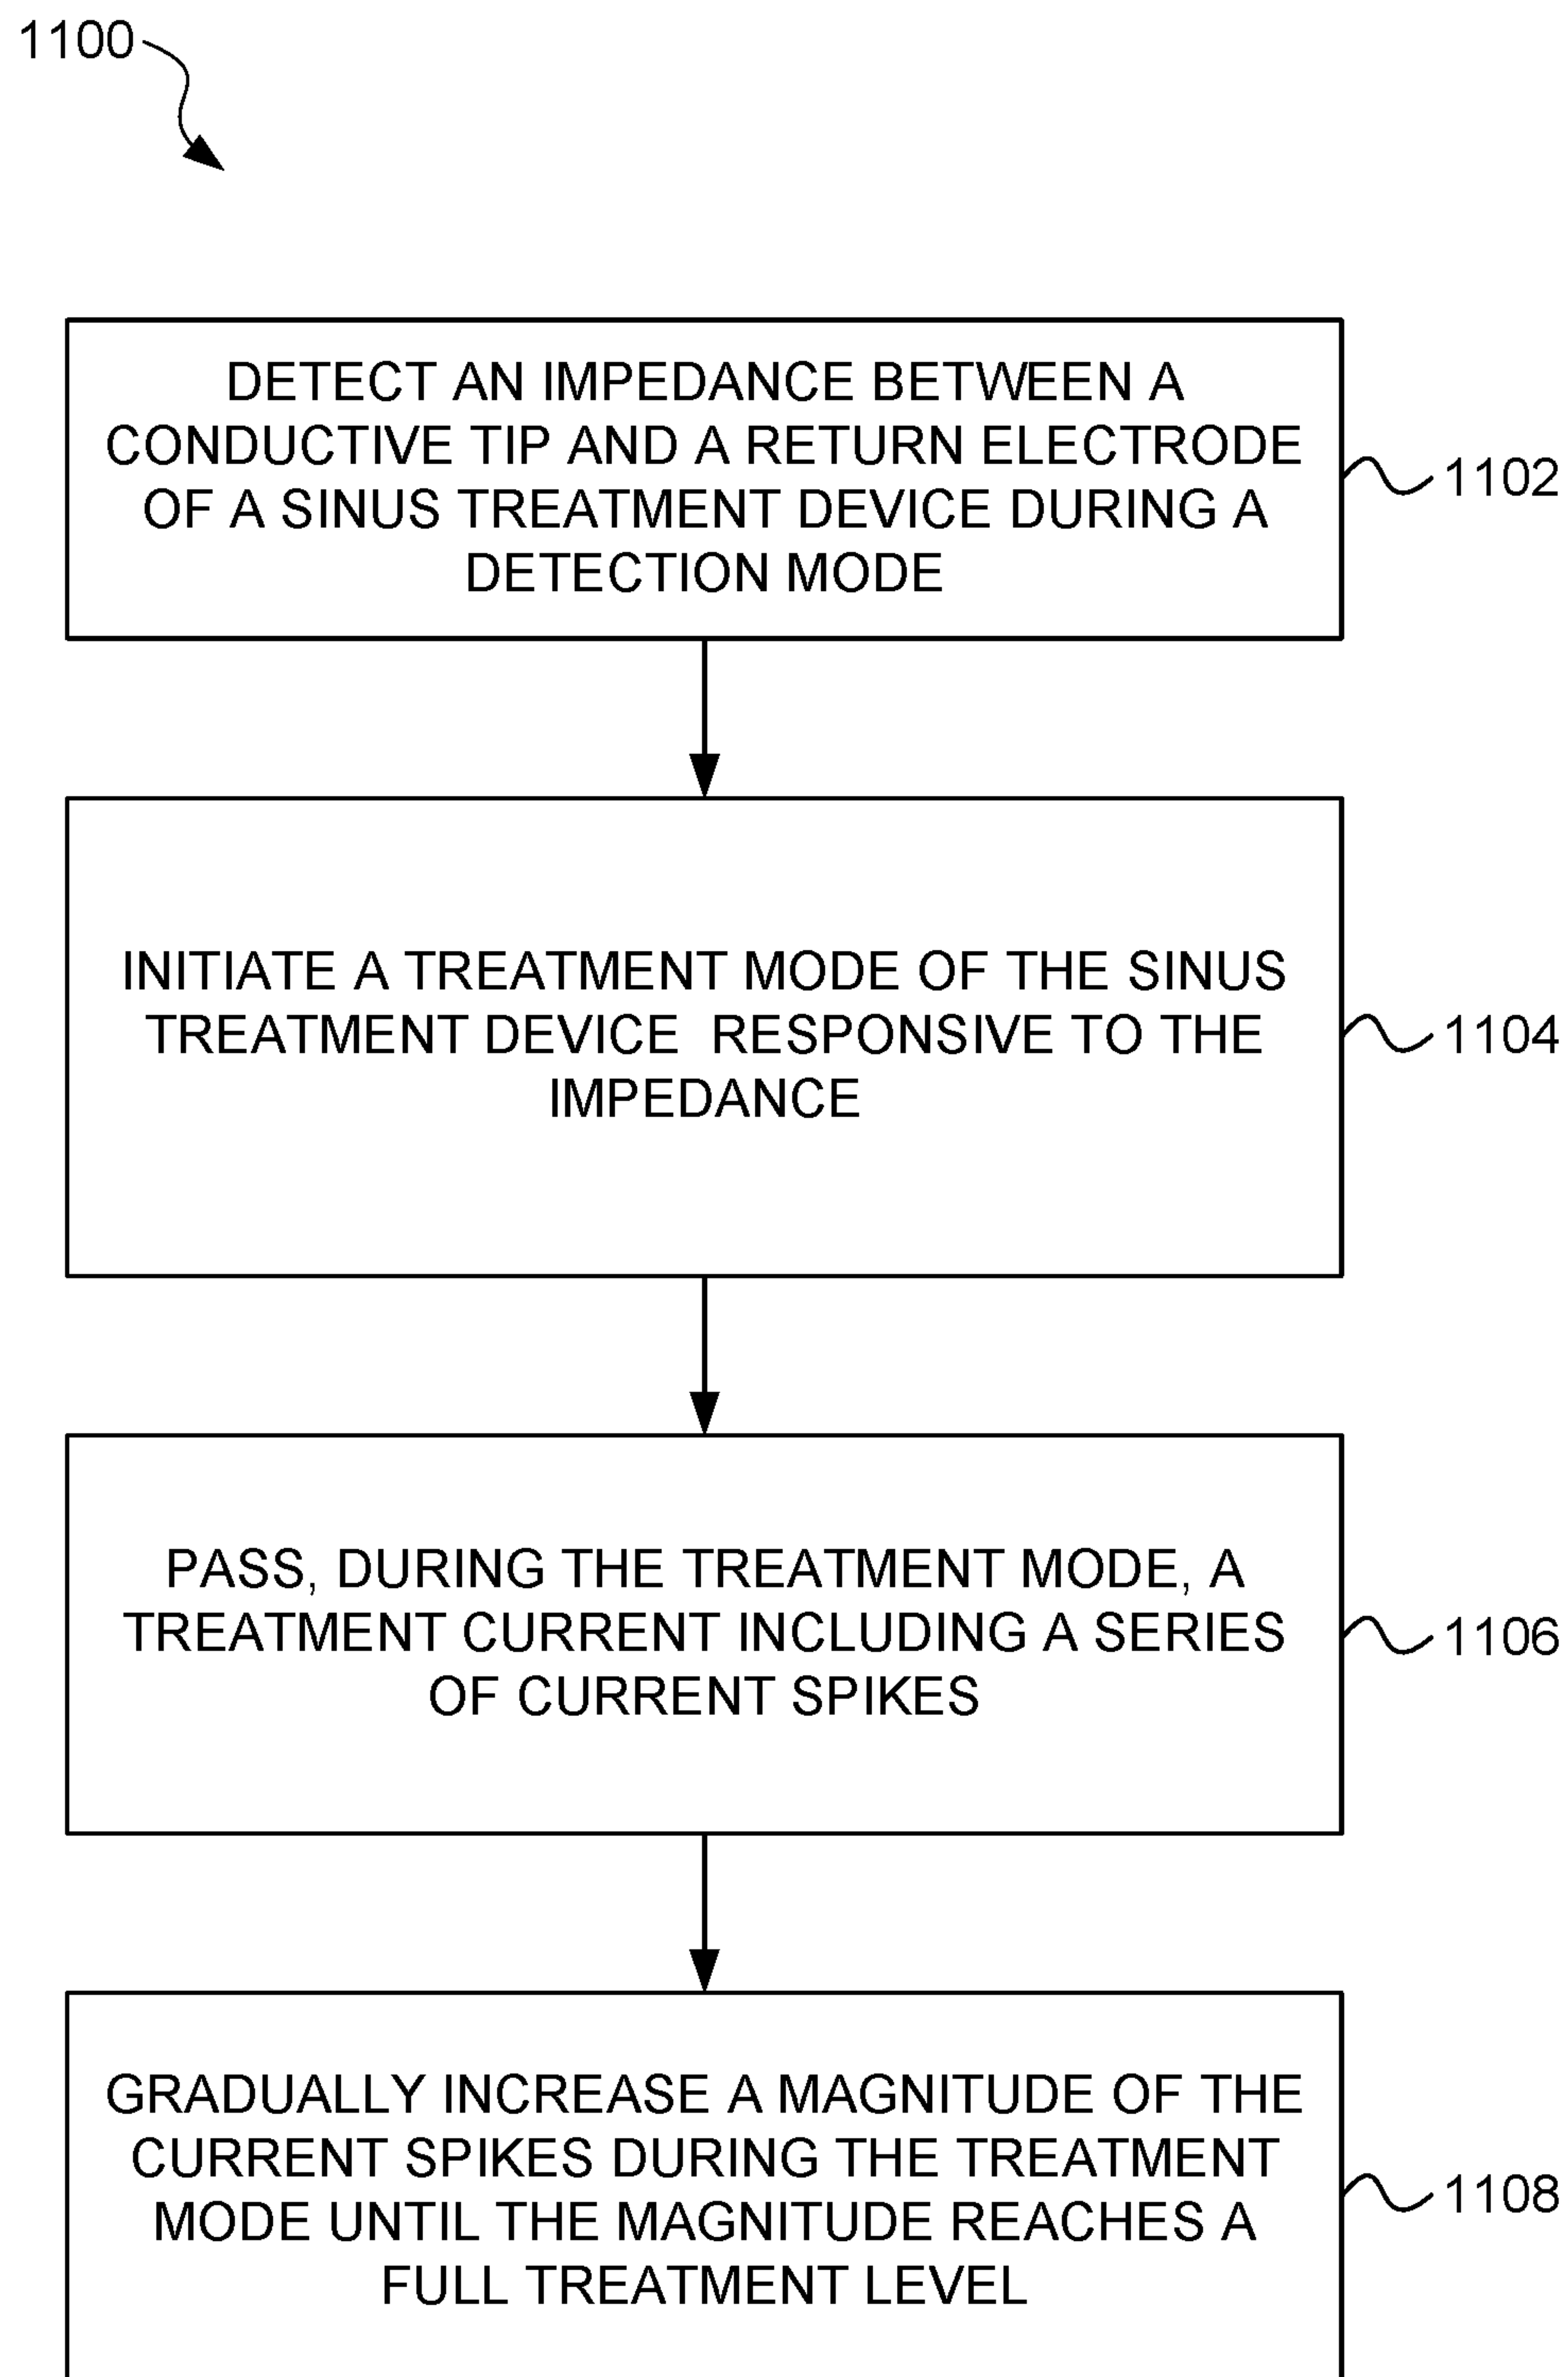 1100
DETECT AN IMPEDANCE BETWEEN A
CONDUCTIVE TIP AND A RETURN ELECTRODE
OF A SINUS TREATMENT DEVICE DURING A
DETECTION MODE
1102
INITIATE A TREATMENT MODE OF THE SINUS
TREATMENT DEVICE RESPONSIVE TO THE
IMPEDANCE
1104
PASS, DURING THE TREATMENT MODE, A
TREATMENT CURRENT INCLUDING A SERIES
OF CURRENT SPIKES
1106
GRADUALLY INCREASE A MAGNITUDE OF THE
CURRENT SPIKES DURING THE TREATMENT
MODE UNTIL THE MAGNITUDE REACHES A
FULL TREATMENT LEVEL
1108